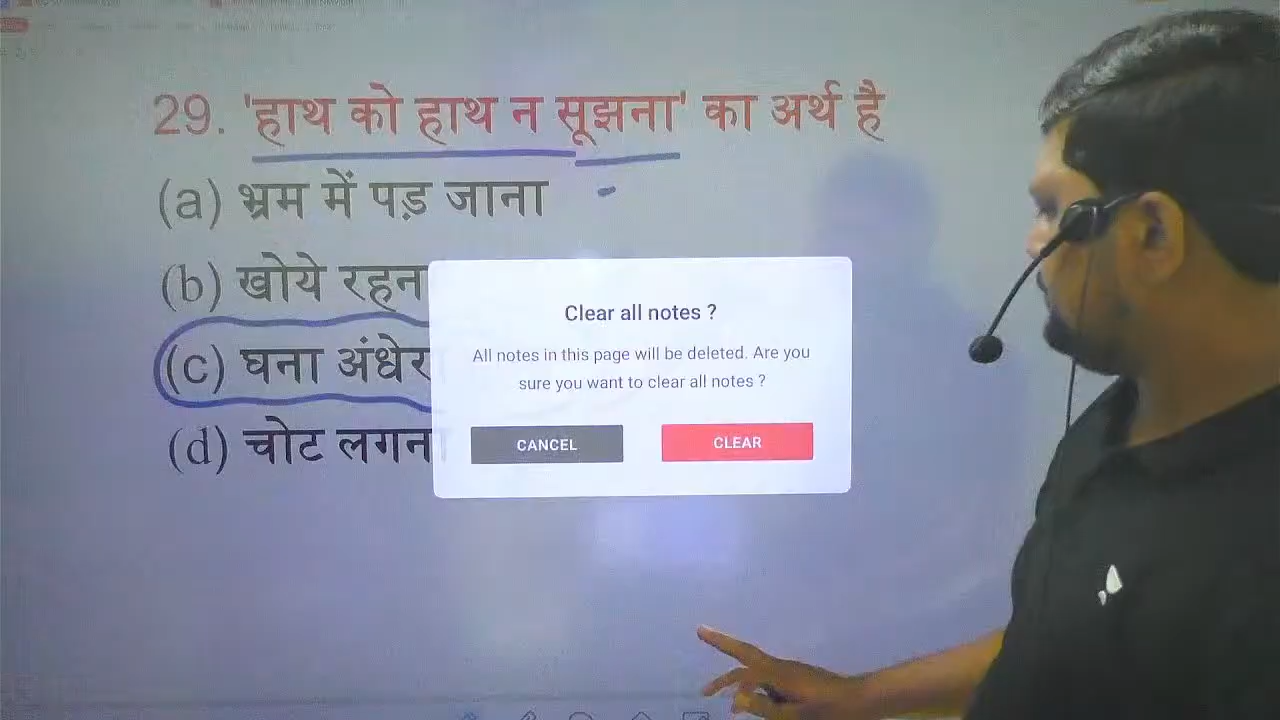 29. 'हाथ को हाथ न सूझना' का अर्थ है
(a) भ्रम में पड़ जाना
(b) खोये रहन
(c) घना अंधेर
(d) चोट लगन
Clear all notes ?
All notes in this page will be deleted. Are you
sure you want to clear all notes ?
CANCEL
CLEAR